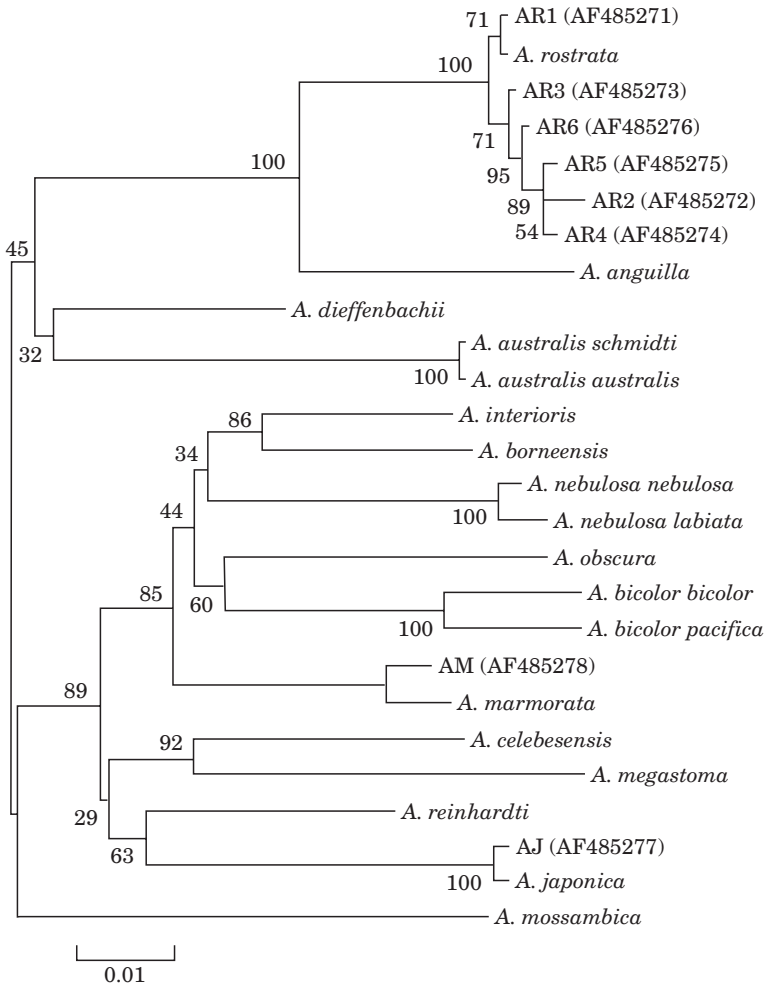 71 AR1 (AF485271)
A. rostrata
100
AR3 (AF485273)
71
AR6 (AF485276)
95
AR5 (AF485275)
100
89
AR2 (AF485272)
54 AR4 (AF485274)
45
A. anguilla
A. dieffenbachii
32
A. australis schmidti
100
A. australis australis
86
A. interioris
34
A. borneensis
A. nebulosa nebulosa
44
100
A. nebulosa labiata
A. obscura
85
60
A. bicolor bicolor
100
A. bicolor pacifica
AM (AF485278)
89
A. marmorata
92
A. celebesensis
A. megastoma
29
A. reinhardti
63
AJ (AF485277)
100
A. japonica
A. mossambica
0.01